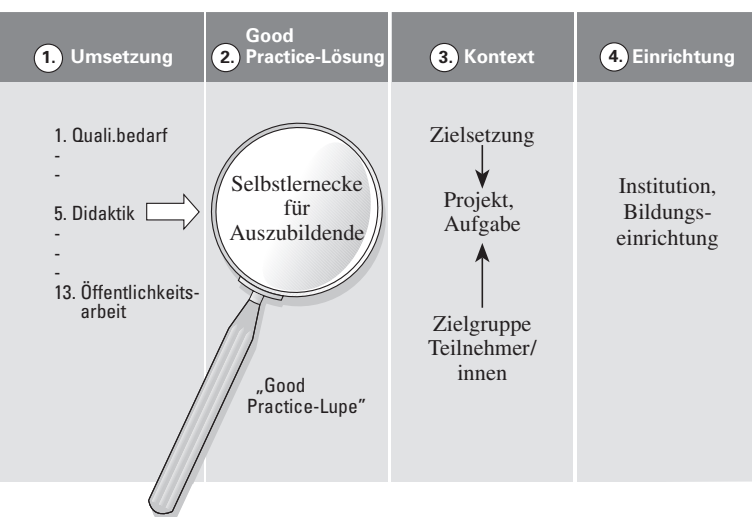 1. Umsetzung
2. Good
Practice-Lösung
3. Kontext
4. Einrichtung
1. Quali.bedarf
-
-
5. Didaktik
-
-
-
13. Öffentlichkeits-
arbeit
Selbstlernecke
für
Auszubildende
„Good
Practice-Lupe”
Zielsetzung
Projekt,
Aufgabe
Zielgruppe
Teilnehmer/
innen
Institution,
Bildungs-
einrichtung